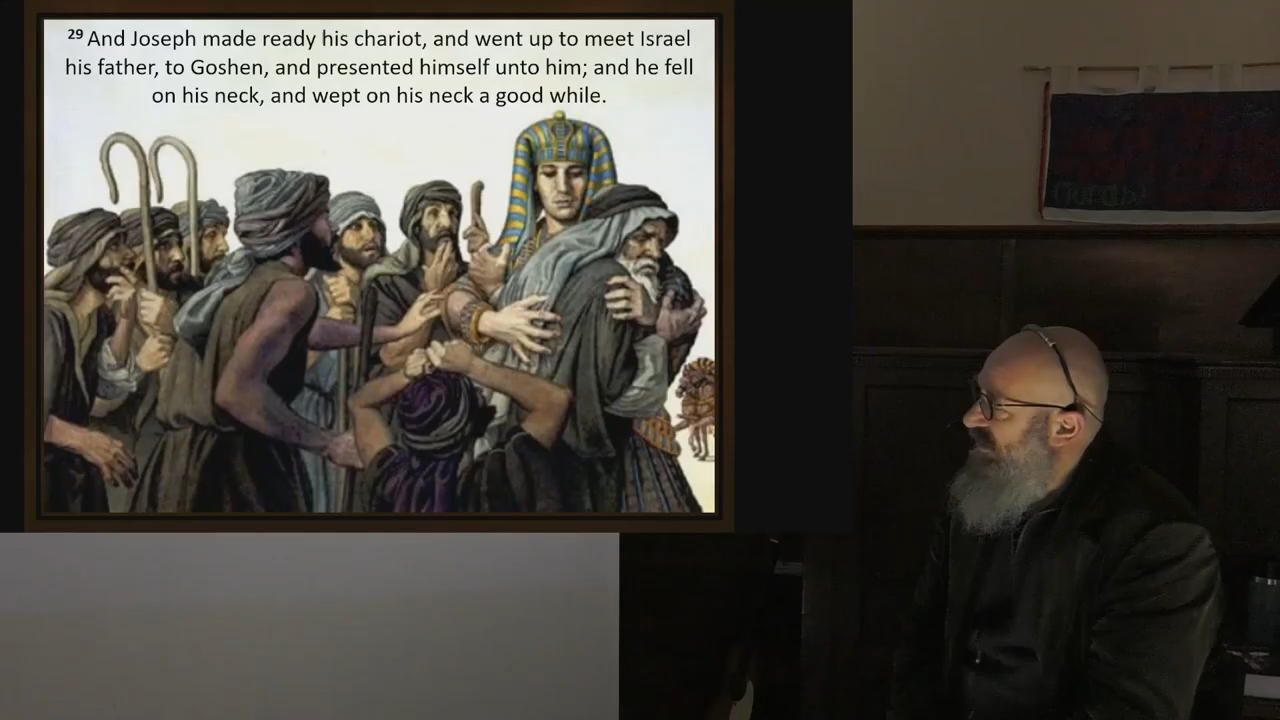 29 And Joseph made ready his chariot, and went up to meet Israel
his father, to Goshen, and presented himself unto him; and he fell
on his neck, and wept on his neck a good while.